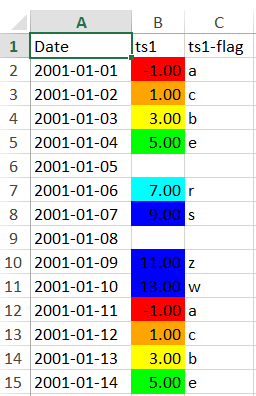 A B C
1 Date ts1 ts1-flag
2 2001-01-01 -1.00 a
3 2001-01-02 1.00 c
4 2001-01-03 3.00 b
5 2001-01-04 5.00 e
6 2001-01-05
7 2001-01-06 7.00 r
8 2001-01-07 9.00 s
9 2001-01-08
10 2001-01-09 11.00 z
11 2001-01-10 13.00 w
12 2001-01-11 -1.00 a
13 2001-01-12 1.00 c
14 2001-01-13 3.00 b
15 2001-01-14 5.00 e